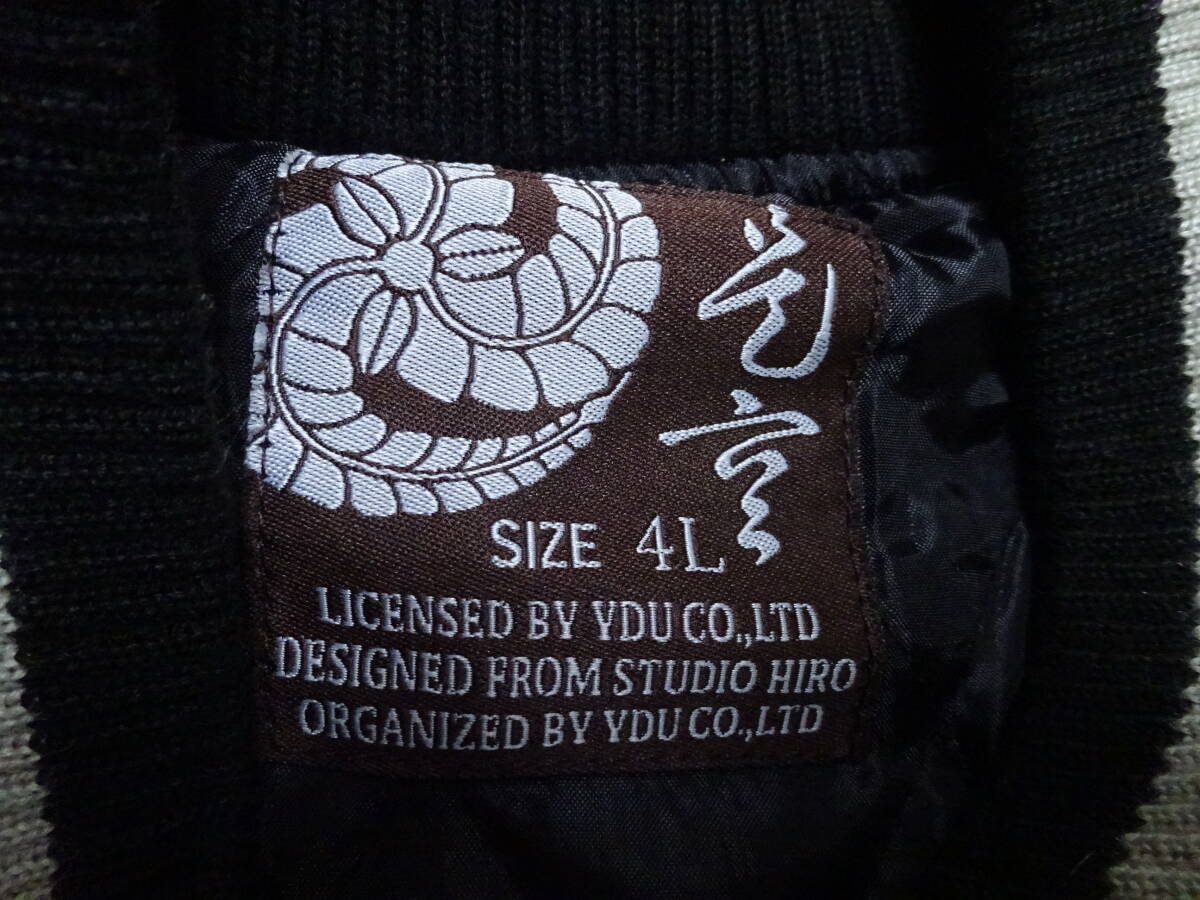 SIZE 4L
LICENSED BY YDU CO.,LTD
DESIGNED FROM STUDIO HIRO
ORGANIZED BY YDU CO.,LTD